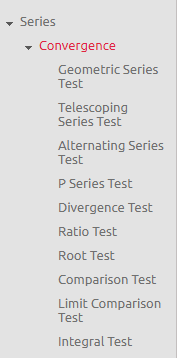 Series
Convergence
Geometric Series
Test
Telescoping
Series Test
Alternating Series
Test
P Series Test
Divergence Test
Ratio Test
Root Test
Comparison Test
Limit Comparison
Test
Integral Test